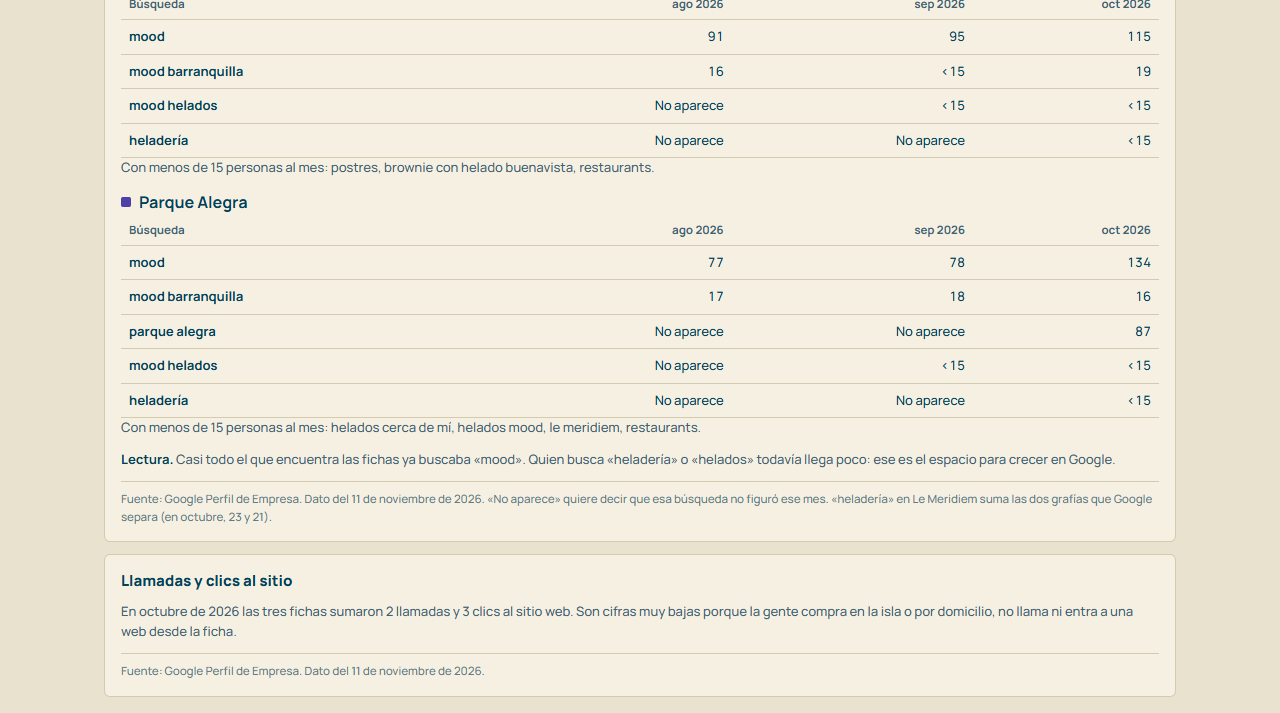 Búsqueda ago 2026 sep 2026 oct 2026
mood 91 95 115
mood barranquilla 16 <15 19
mood helados No aparece <15 <15
heladería No aparece No aparece <15
Con menos de 15 personas al mes: postres, brownie con helado buenavista, restaurants.
Parque Alegra
Búsqueda ago 2026 sep 2026 oct 2026
mood 77 78 134
mood barranquilla 17 18 16
parque alegra No aparece No aparece 87
mood helados No aparece <15 <15
heladería No aparece No aparece <15
Con menos de 15 personas al mes: helados cerca de mí, helados mood, le meridiem, restaurants.
Lectura. Casi todo el que encuentra las fichas ya buscaba «mood». Quien busca «heladería» o «helados» todavía llega poco: ese es el espacio para crecer en Google.
Fuente: Google Perfil de Empresa. Dato del 11 de noviembre de 2026. «No aparece» quiere decir que esa búsqueda no figuró ese mes. «heladería» en Le Meridiem suma las dos grafías que Google
separa (en octubre, 23 y 21).
Llamadas y clics al sitio
En octubre de 2026 las tres fichas sumaron 2 llamadas y 3 clics al sitio web. Son cifras muy bajas porque la gente compra en la isla o por domicilio, no llama ni entra a una
web desde la ficha.
Fuente: Google Perfil de Empresa. Dato del 11 de noviembre de 2026.